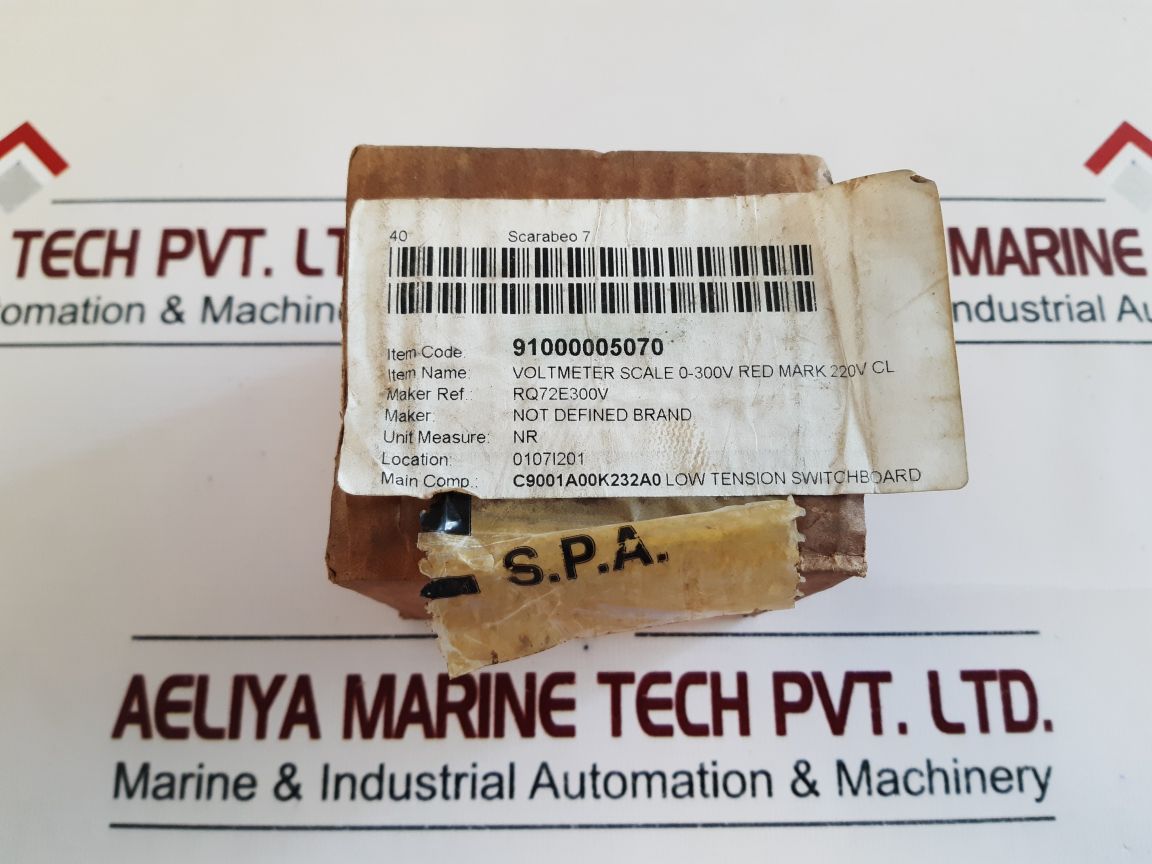 TECH PVT. LT
MARINE
omation & Machin
ndustrial Au
40 Scarabeo 7
Item Code: 91000005070
Item Name: VOLTMETER SCALE 0-300V RED MARK 220V CL
Maker Ref.: RQ72E300V
Maker: NOT DEFINED BRAND
Unit Measure: NR
Location: 0107I201
Main Comp.: C9001A00K232A0 LOW TENSION SWITCHBOARD
S.P.A.
AELIYA MARINE TECH PVT. LTD.
Marine & Industrial Automation & Machinery